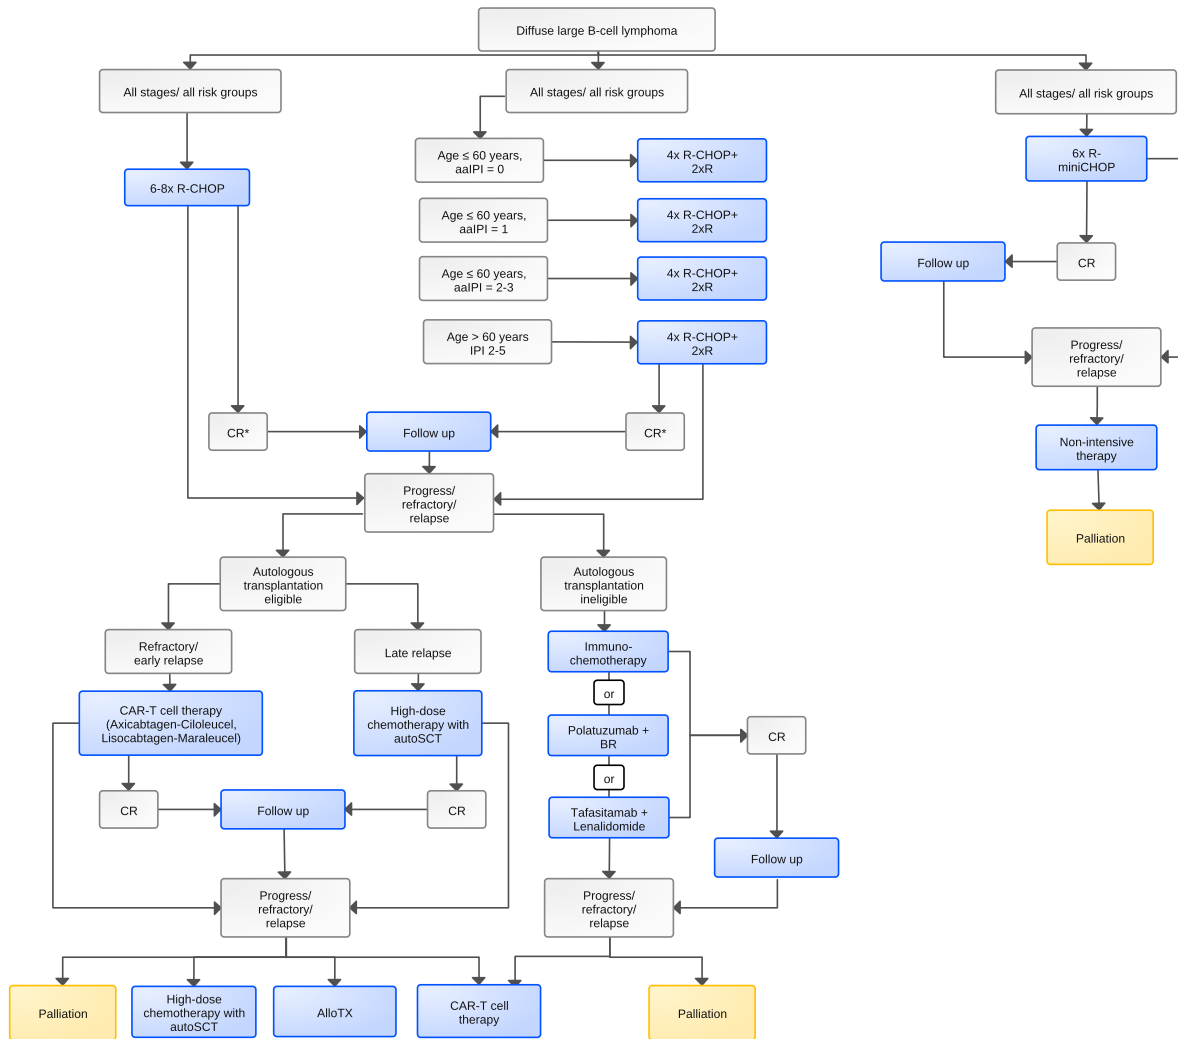 Diffuse large B-cell lymphoma
All stages/ all risk groups
All stages/ all risk groups
All stages/ all risk groups
6-8x R-CHOP
Age ≤ 60 years,
aaIPI = 0
4x R-CHOP+
2xR
Age ≤ 60 years,
aaIPI = 1
4x R-CHOP+
2xR
Age ≤ 60 years,
aaIPI = 2-3
4x R-CHOP+
2xR
Age > 60 years
IPI 2-5
4x R-CHOP+
2xR
6x R-
miniCHOP
Follow up
CR
Progress/
refractory/
relapse
Non-intensive
therapy
Palliation
CR*
Follow up
CR*
Progress/
refractory/
relapse
Autologous
transplantation
eligible
Autologous
transplantation
ineligible
Refractory/
early relapse
Late relapse
CAR-T cell therapy
(Axicabtagen-Ciloleucel,
Lisocabtagen-Maraleucel)
High-dose
chemotherapy with
autoSCT
CR
Follow up
CR
Progress/
refractory/
relapse
Immuno-
chemotherapy
or
Polatuzumab +
BR
or
Tafasitamab +
Lenalidomide
CR
Follow up
Progress/
refractory/
relapse
Palliation
High-dose
chemotherapy with
autoSCT
AlloTX
CAR-T cell
therapy
Palliation